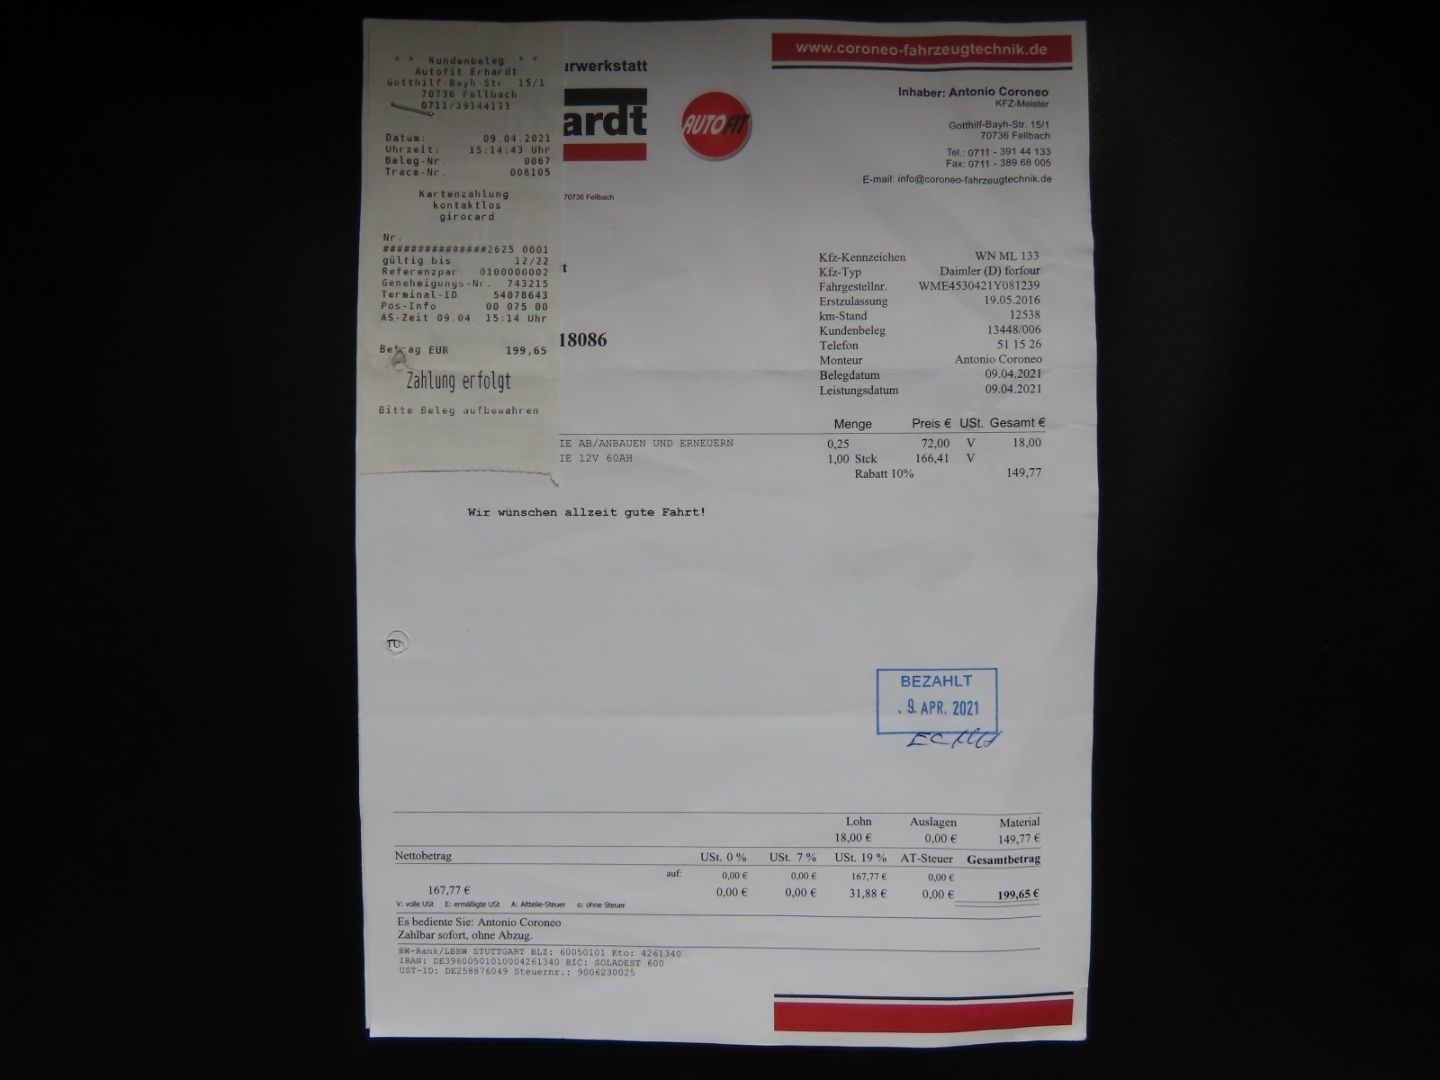 * * Kundenbeleg * *
Autofit Erhardt
Gotthilf-Bayh-Str. 15/1
70736 Fellbach
0711/39144133
Datum: 09.04.2021
Uhrzeit: 15:14:43 Uhr
Beleg-Nr. 0067
Trace-Nr. 008105
Kartenzahlung
kontaktlos
girocard
Nr.
###############2625 0001
gültig bis 12/22
Referenzpar. 0100000002
Genehmigungs-Nr. 743215
Terminal-ID 54078643
Pos-Info 00 075 00
AS-Zeit 09.04. 15:14 Uhr
Betrag EUR 199,65
Zahlung erfolgt
Bitte Beleg aufbewahren
urwerkstatt
ardt
AUTOFIT
70736 Fellbach
www.coroneo-fahrzeugtechnik.de
Inhaber: Antonio Coroneo
KFZ-Meister
Gotthilf-Bayh-Str. 15/1
70736 Fellbach
Tel.: 0711 - 391 44 133
Fax: 0711 - 389 68 005
E-mail: info@coroneo-fahrzeugtechnik.de
t
18086
Kfz-Kennzeichen WN ML 133
Kfz-Typ Daimler (D) forfour
Fahrgestellnr. WME4530421Y081239
Erstzulassung 19.05.2016
km-Stand 12538
Kundenbeleg 13448/006
Telefon 51 15 26
Monteur Antonio Coroneo
Belegdatum 09.04.2021
Leistungsdatum 09.04.2021
Menge Preis € USt. Gesamt €
IE AB/ANBAUEN UND ERNEUERN 0,25 72,00 V 18,00
IE 12V 60AH 1,00 Stck 166,41 V
Rabatt 10% 149,77
Wir wünschen allzeit gute Fahrt!
BEZAHLT
. 9. APR. 2021
Lohn Auslagen Material
18,00 € 0,00 € 149,77 €
Nettobetrag USt. 0 % USt. 7 % USt. 19 % AT-Steuer Gesamtbetrag
auf: 0,00 € 0,00 € 167,77 € 0,00 €
167,77 € 0,00 € 0,00 € 31,88 € 0,00 € 199,65 €
V: volle USt E: ermäßigte USt A: Altteile-Steuer o: ohne Steuer
Es bediente Sie: Antonio Coroneo
Zahlbar sofort, ohne Abzug.
BW-Bank/LBBW STUTTGART BLZ: 60050101 Kto: 4261340
IBAN: DE39600501010004261340 BIC: SOLADEST 600
UST-ID: DE258876049 Steuernr.: 9006230025